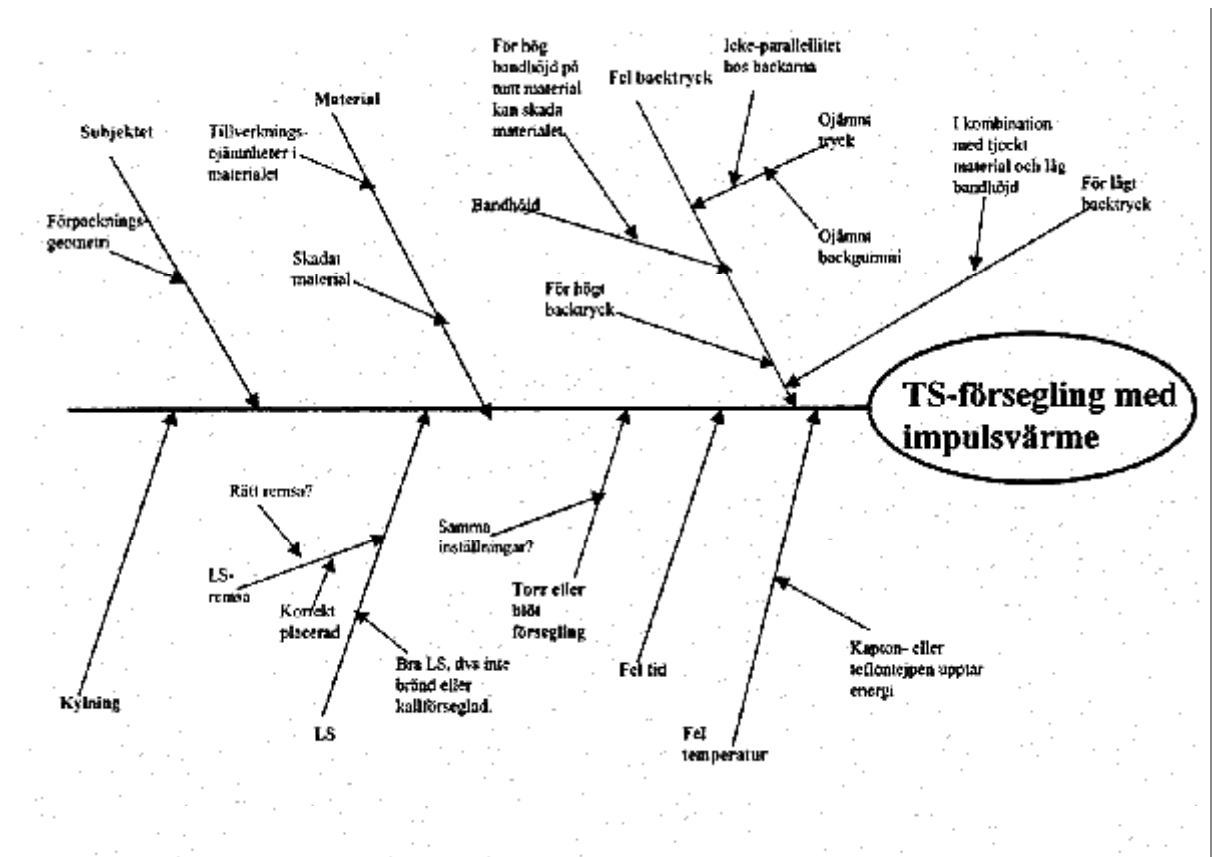 För hög
bandhöjd på
tunt material
kan skada
materialet.
Icke-parallellitet
hos backarna
Fel backtryck
Material
Subjektet
Tillverknings-
ojämnheter i
materialet
Ojämna
tryck
I kombination
med tjockt
material och låg
bandhöjd
För lågt
backtryck
Bandhöjd
Förpacknings-
geometri
Ojämna
backgummi
Skadat
material
För högt
backtryck
TS-försegling med
impulsvärme
Rätt remsa?
Samma
inställningar?
LS-
remsa
Korrekt
placerad
Torr eller
blöt
försegling
Bra LS, dvs inte
bränd eller
kallförseglad.
Fel tid
Kapton- eller
teflontejpen upptar
energi
Kylning
LS
Fel
temperatur